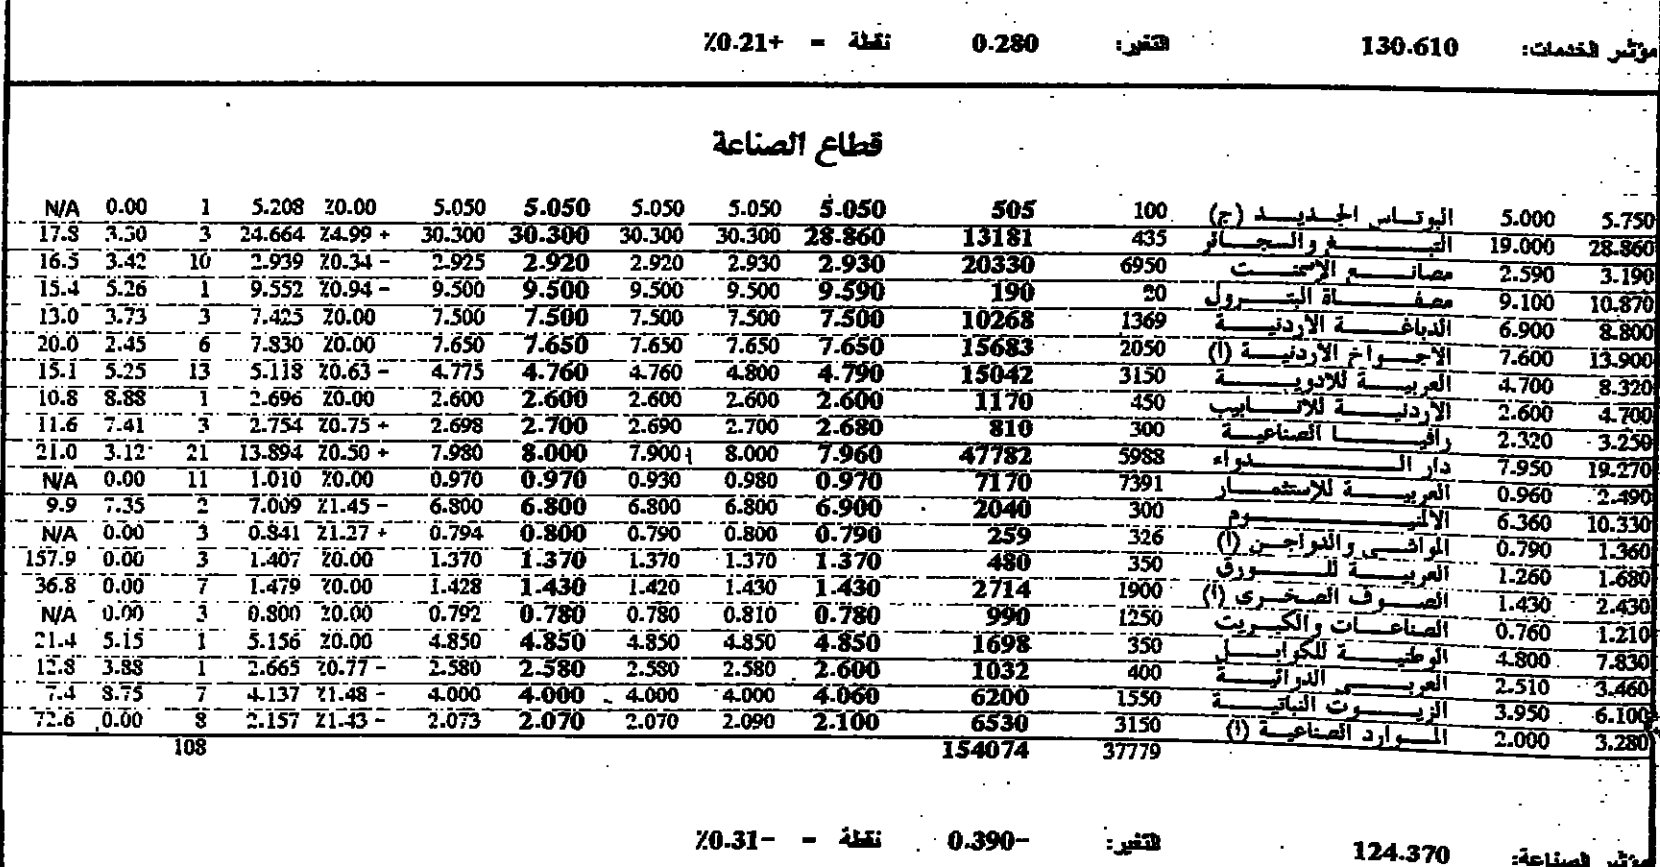 مؤشر الخدمات: 130.610 التغير: 0.280 نقطة = +0.21٪
قطاع الصناعة
5.750 5.000 البوتاس الجديد (ج) 100 505 5.050 5.050 5.050 5.050 5.050 ٪0.00 5.208 1 0.00 N/A
28.860 19.000 التبغ والسجائر 435 13181 28.860 30.300 30.300 30.300 30.300 + ٪4.99 24.664 3 3.30 17.8
3.190 2.590 مصانع الاسمنت 6950 20330 2.930 2.930 2.920 2.920 2.925 - ٪0.34 2.939 10 3.42 16.5
10.870 9.100 مصفاة البترول 20 190 9.590 9.500 9.500 9.500 9.500 - ٪0.94 9.552 1 5.26 15.4
8.800 6.900 الدباغة الأردنية 1369 10268 7.500 7.500 7.500 7.500 7.500 ٪0.00 7.425 3 3.73 13.0
13.900 7.600 الاجواخ الأردنية (أ) 2050 15683 7.650 7.650 7.650 7.650 7.650 ٪0.00 7.830 6 2.45 20.0
8.320 4.700 العربية للادوية 3150 15042 4.790 4.800 4.760 4.760 4.775 - ٪0.63 5.118 13 5.25 15.1
4.700 2.600 الأردنية للانابيب 450 1170 2.600 2.600 2.600 2.600 2.600 ٪0.00 2.696 1 8.88 10.8
3.250 2.320 رافيا الصناعية 300 810 2.680 2.700 2.690 2.700 2.698 + ٪0.75 2.754 3 7.41 11.6
19.270 7.950 دار الدواء 5988 47782 7.960 8.000 7.900 8.000 7.980 + ٪0.50 13.894 21 3.12 21.0
2.490 0.960 العربية للإستثمار 7391 7170 0.970 0.980 0.930 0.970 0.970 ٪0.00 1.010 11 0.00 N/A
10.330 6.360 الالمنيوم 300 2040 6.900 6.800 6.800 6.800 6.800 - ٪1.45 7.009 2 7.35 9.9
1.360 0.790 المواشي والدواجن (أ) 326 259 0.790 0.800 0.790 0.800 0.794 + ٪1.27 0.841 3 0.00 N/A
1.680 1.260 العربية للورق 350 480 1.370 1.370 1.370 1.370 1.370 ٪0.00 1.407 3 0.00 157.9
2.430 1.430 الصوف الصخري (أ) 1900 2714 1.430 1.430 1.420 1.430 1.428 ٪0.00 1.479 7 0.00 36.8
1.210 0.760 الصناعات والكبريت 1250 990 0.780 0.810 0.780 0.780 0.792 ٪0.00 0.800 3 0.00 N/A
7.830 4.800 الوطنية للكوابل 350 1698 4.850 4.850 4.850 4.850 4.850 ٪0.00 5.156 1 5.15 21.4
3.460 2.510 العربي الدوائية 400 1032 2.600 2.580 2.580 2.580 2.580 - ٪0.77 2.665 1 3.88 12.8
6.100 3.950 الزيوت النباتية 1550 6200 4.060 4.000 4.000 4.000 4.000 - ٪1.48 4.137 7 8.75 7.4
3.280 2.000 الموارد الصناعية (أ) 3150 6530 2.100 2.090 2.070 2.070 2.073 - ٪1.43 2.157 8 0.00 72.6
37779 154074 108
مؤشر الصناعة: 124.370 التغير: -0.390 نقطة = -0.31٪